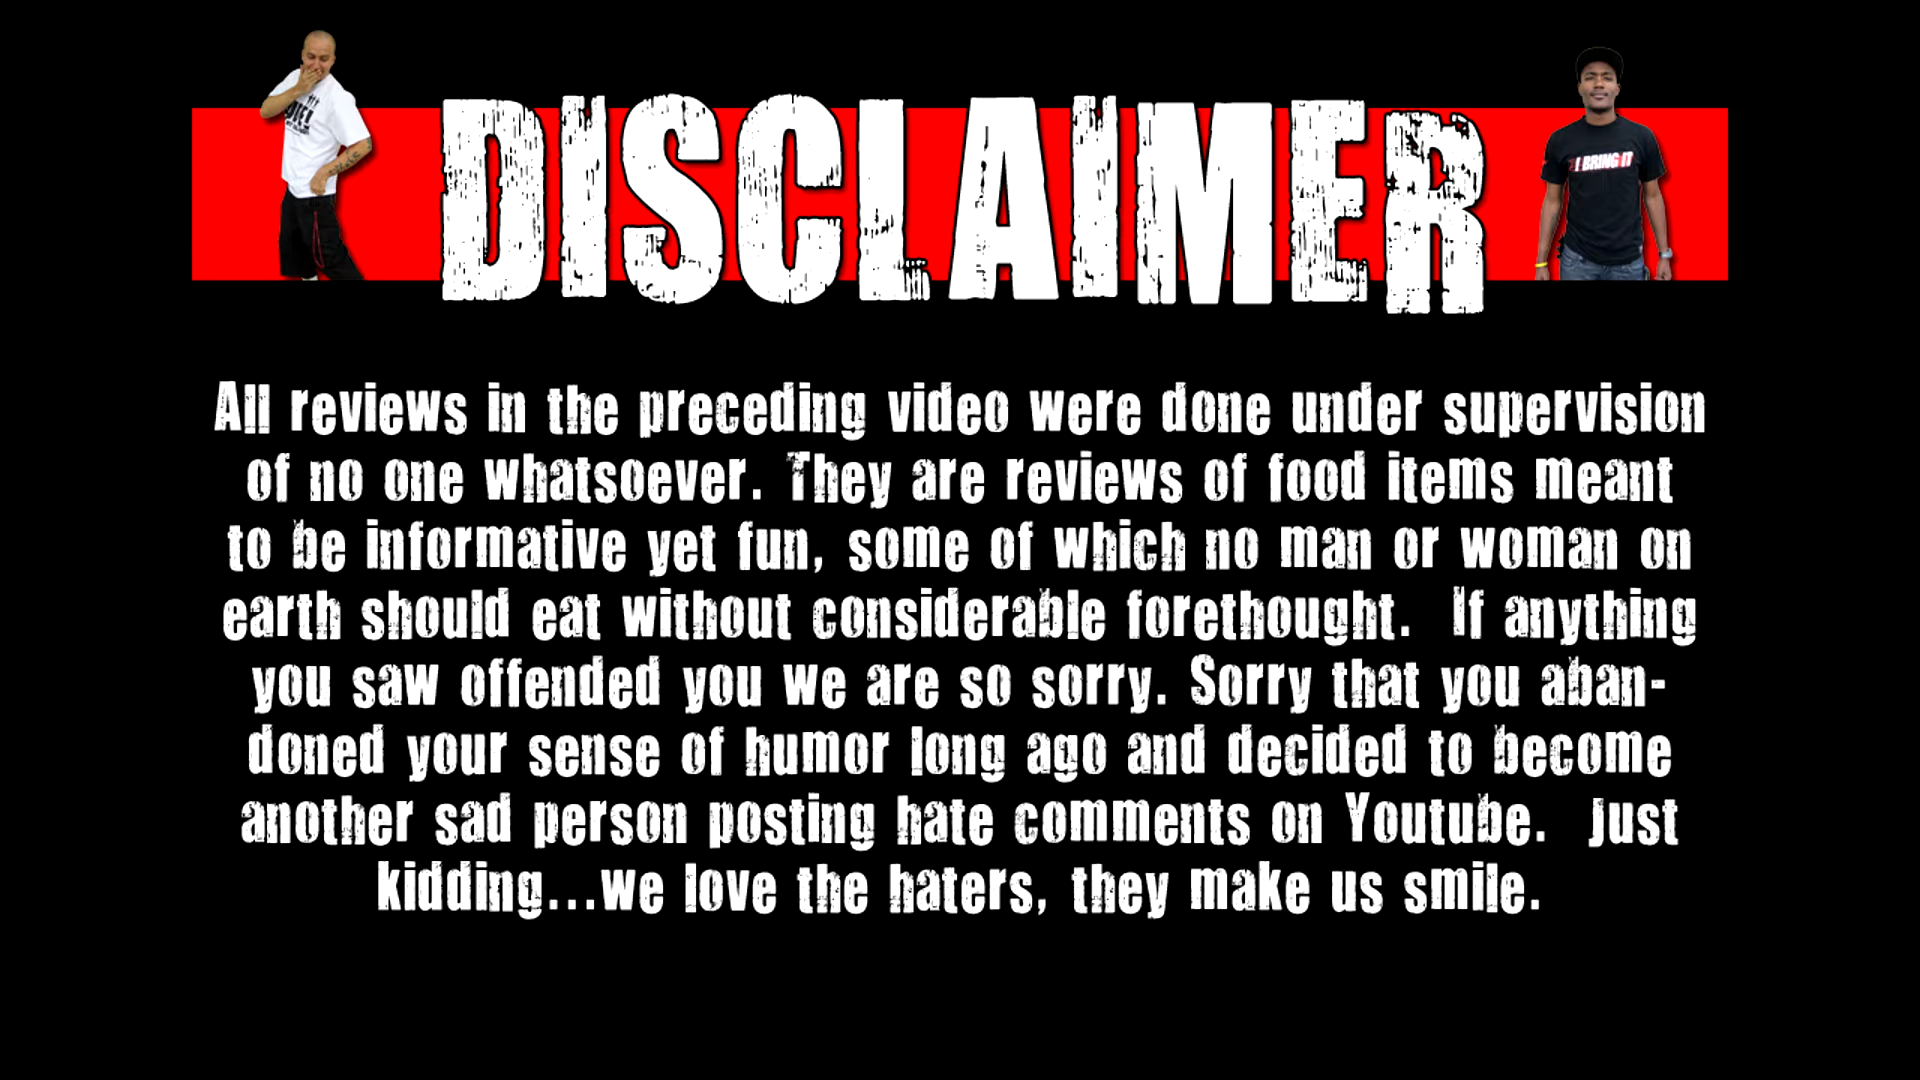 DISCLAIMER
I BRING IT
All reviews in the preceding video were done under supervision
of no one whatsoever. They are reviews of food items meant
to be informative yet fun, some of which no man or woman on
earth should eat without considerable forethought. If anything
you saw offended you we are so sorry. Sorry that you aban-
doned your sense of humor long ago and decided to become
another sad person posting hate comments on Youtube. Just
kidding...we love the haters, they make us smile.